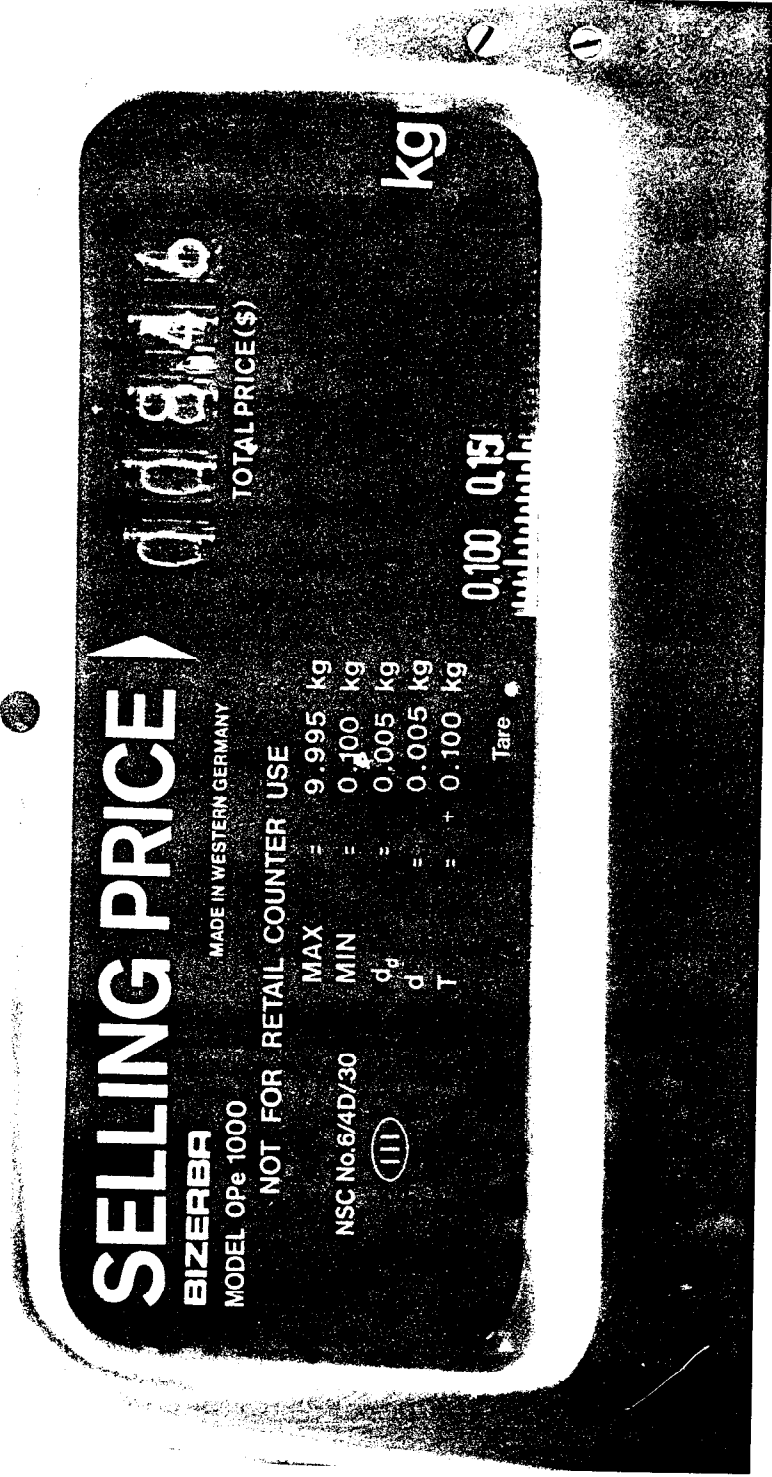 SELLING PRICE
BIZERBA
MODEL OPe 1000
MADE IN WESTERN GERMANY
TOTAL PRICE($)
NOT FOR RETAIL COUNTER USE
NSC No.6/4D/30
III
MAX = 9.995 kg
MIN = 0.100 kg
dd = 0.005 kg
d = 0.005 kg
T = + 0.100 kg
Tare
0.100 0.15
kg